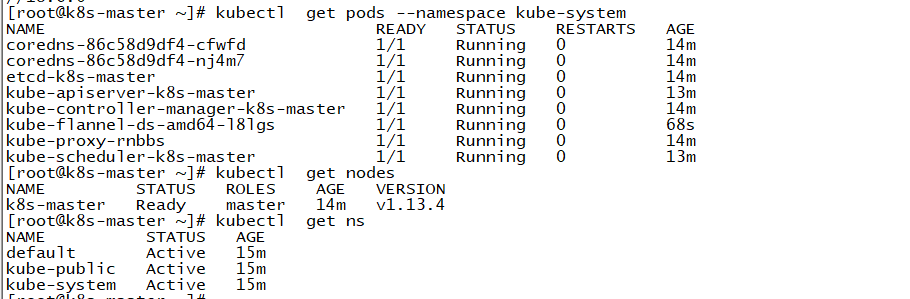 [root@k8s-master ~]# kubectl  get pods --namespace kube-system
NAME                                 READY   STATUS    RESTARTS   AGE
coredns-86c58d9df4-cfwfd             1/1     Running   0          14m
coredns-86c58d9df4-nj4m7             1/1     Running   0          14m
etcd-k8s-master                      1/1     Running   0          14m
kube-apiserver-k8s-master            1/1     Running   0          13m
kube-controller-manager-k8s-master   1/1     Running   0          14m
kube-flannel-ds-amd64-l8lgs          1/1     Running   0          68s
kube-proxy-rnbbs                     1/1     Running   0          14m
kube-scheduler-k8s-master            1/1     Running   0          13m
[root@k8s-master ~]# kubectl  get nodes
NAME         STATUS   ROLES    AGE   VERSION
k8s-master   Ready    master   14m   v1.13.4
[root@k8s-master ~]# kubectl  get ns
NAME          STATUS   AGE
default       Active   15m
kube-public   Active   15m
kube-system   Active   15m
[root@k8s-master ~]#